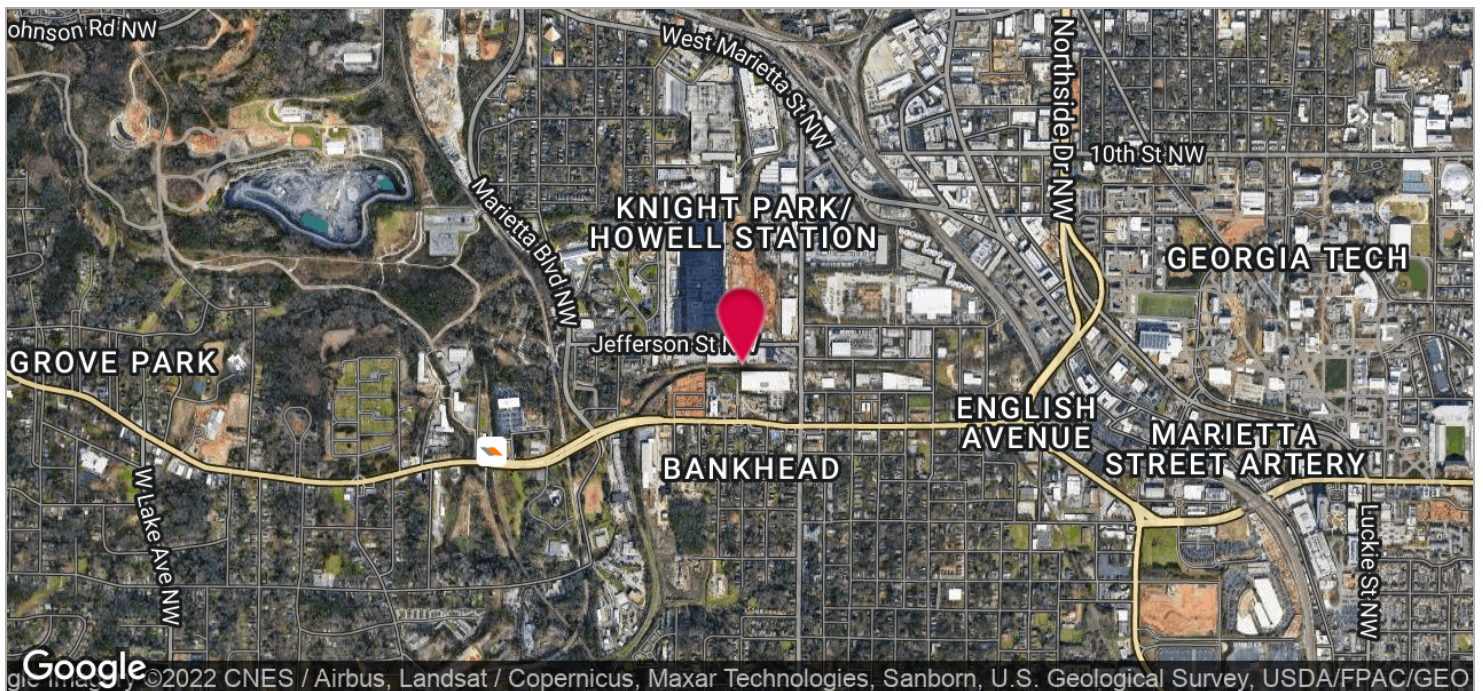 ohnson Rd NW
West Marietta St NW
Northside Dr NW
10th St NW
Marietta Blvd NW
KNIGHT PARK/
HOWELL STATION
GEORGIA TECH
Jefferson St NW
GROVE PARK
ENGLISH
AVENUE
MARIETTA
STREET ARTERY
BANKHEAD
W Lake Ave NW
Luckie St NW
Google
gle Imagery ©2022 CNES / Airbus, Landsat / Copernicus, Maxar Technologies, Sanborn, U.S. Geological Survey, USDA/FPAC/GEO